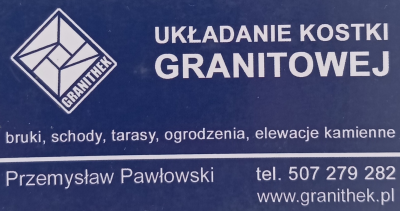 GRANITHEK
UKŁADANIE KOSTKI
GRANITOWEJ
bruki, schody, tarasy, ogrodzenia, elewacje kamienne
Przemysław Pawłowski
tel. 507 279 282
www.granithek.pl